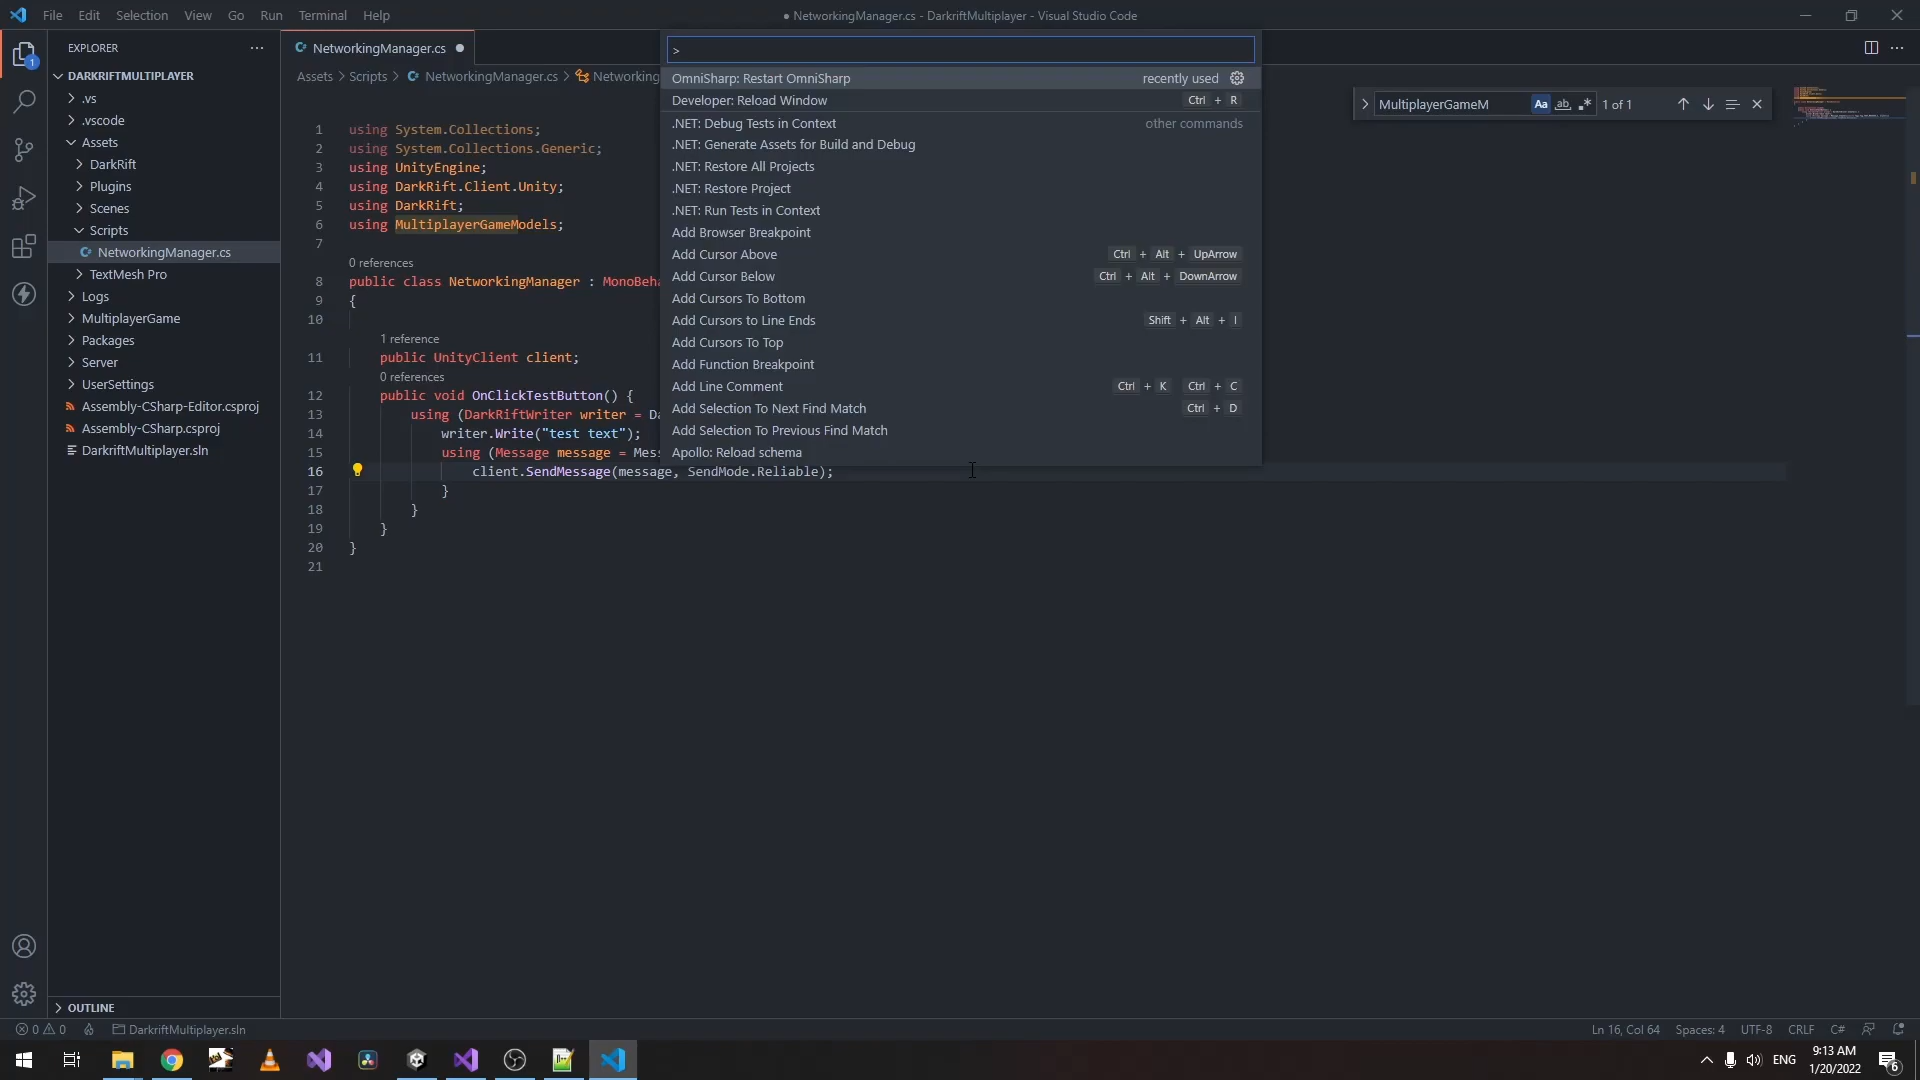 File Edit Selection View Go Run Terminal Help
● NetworkingManager.cs - DarkriftMultiplayer - Visual Studio Code
EXPLORER
DARKRIFTMULTIPLAYER
.vs
.vscode
Assets
DarkRift
Plugins
Scenes
Scripts
NetworkingManager.cs
TextMesh Pro
Logs
MultiplayerGame
Packages
Server
UserSettings
Assembly-CSharp-Editor.csproj
Assembly-CSharp.csproj
DarkriftMultiplayer.sln
OUTLINE
NetworkingManager.cs ●
Assets > Scripts > NetworkingManager.cs > Networking
1 using System.Collections;
2 using System.Collections.Generic;
3 using UnityEngine;
4 using DarkRift.Client.Unity;
5 using DarkRift;
6 using MultiplayerGameModels;
7
0 references
8 public class NetworkingManager : MonoBeha
9 {
10
1 reference
11 public UnityClient client;
0 references
12 public void OnClickTestButton() {
13 using (DarkRiftWriter writer = Da
14 writer.Write("test text");
15 using (Message message = Mess
16 client.SendMessage(message, SendMode.Reliable);
17 }
18 }
19 }
20 }
21
>
OmniSharp: Restart OmniSharp recently used
Developer: Reload Window Ctrl + R
.NET: Debug Tests in Context other commands
.NET: Generate Assets for Build and Debug
.NET: Restore All Projects
.NET: Restore Project
.NET: Run Tests in Context
Add Browser Breakpoint
Add Cursor Above Ctrl + Alt + UpArrow
Add Cursor Below Ctrl + Alt + DownArrow
Add Cursors To Bottom
Add Cursors to Line Ends Shift + Alt + I
Add Cursors To Top
Add Function Breakpoint
Add Line Comment Ctrl + K Ctrl + C
Add Selection To Next Find Match Ctrl + D
Add Selection To Previous Find Match
Apollo: Reload schema
MultiplayerGameM Aa ab 1 of 1
0 0 DarkriftMultiplayer.sln
Ln 16, Col 64 Spaces: 4 UTF-8 CRLF C#
ENG
9:13 AM
1/20/2022
6
1